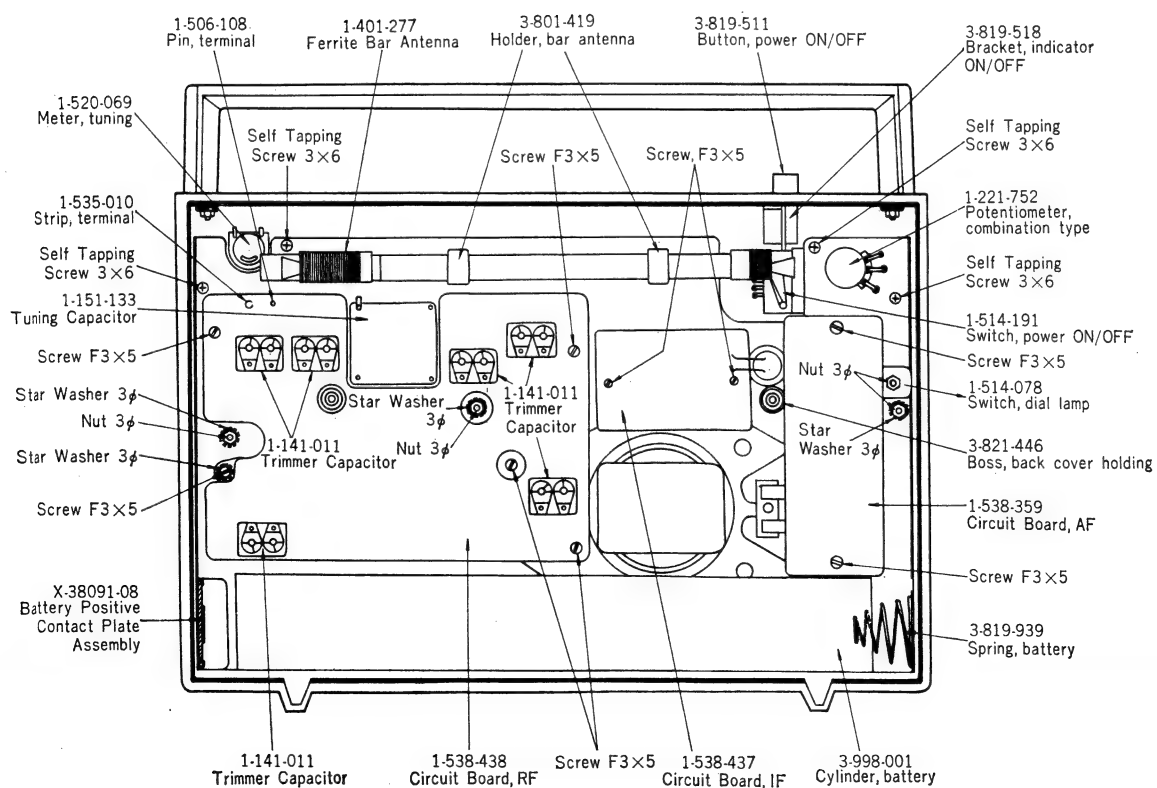 1-506-108
Pin, terminal
1-401-277
Ferrite Bar Antenna
3-801-419
Holder, bar antenna
3-819-511
Button, power ON/OFF
3-819-518
Bracket, indicator
ON/OFF
1-520-069
Meter, tuning
Self Tapping
Screw 3×6
Screw F3×5
Screw, F3×5
Self Tapping
Screw 3×6
1-535-010
Strip, terminal
1-221-752
Potentiometer,
combination type
Self Tapping
Screw 3×6
Self Tapping
Screw 3×6
1-151-133
Tuning Capacitor
1-514-191
Switch, power ON/OFF
Screw F3×5
Screw F3×5
Nut 3φ
1-514-078
Switch, dial lamp
Star Washer 3φ
Nut 3φ
Star Washer
3φ
Nut 3φ
1-141-011
Trimmer
Capacitor
Star
Washer 3φ
1-141-011
Trimmer Capacitor
3-821-446
Boss, back cover holding
Star Washer 3φ
Screw F3×5
1-538-359
Circuit Board, AF
Screw F3×5
X-38091-08
Battery Positive
Contact Plate
Assembly
3-819-939
Spring, battery
1-141-011
Trimmer Capacitor
1-538-438
Circuit Board, RF
Screw F3×5
1-538-437
Circuit Board, IF
3-998-001
Cylinder, battery